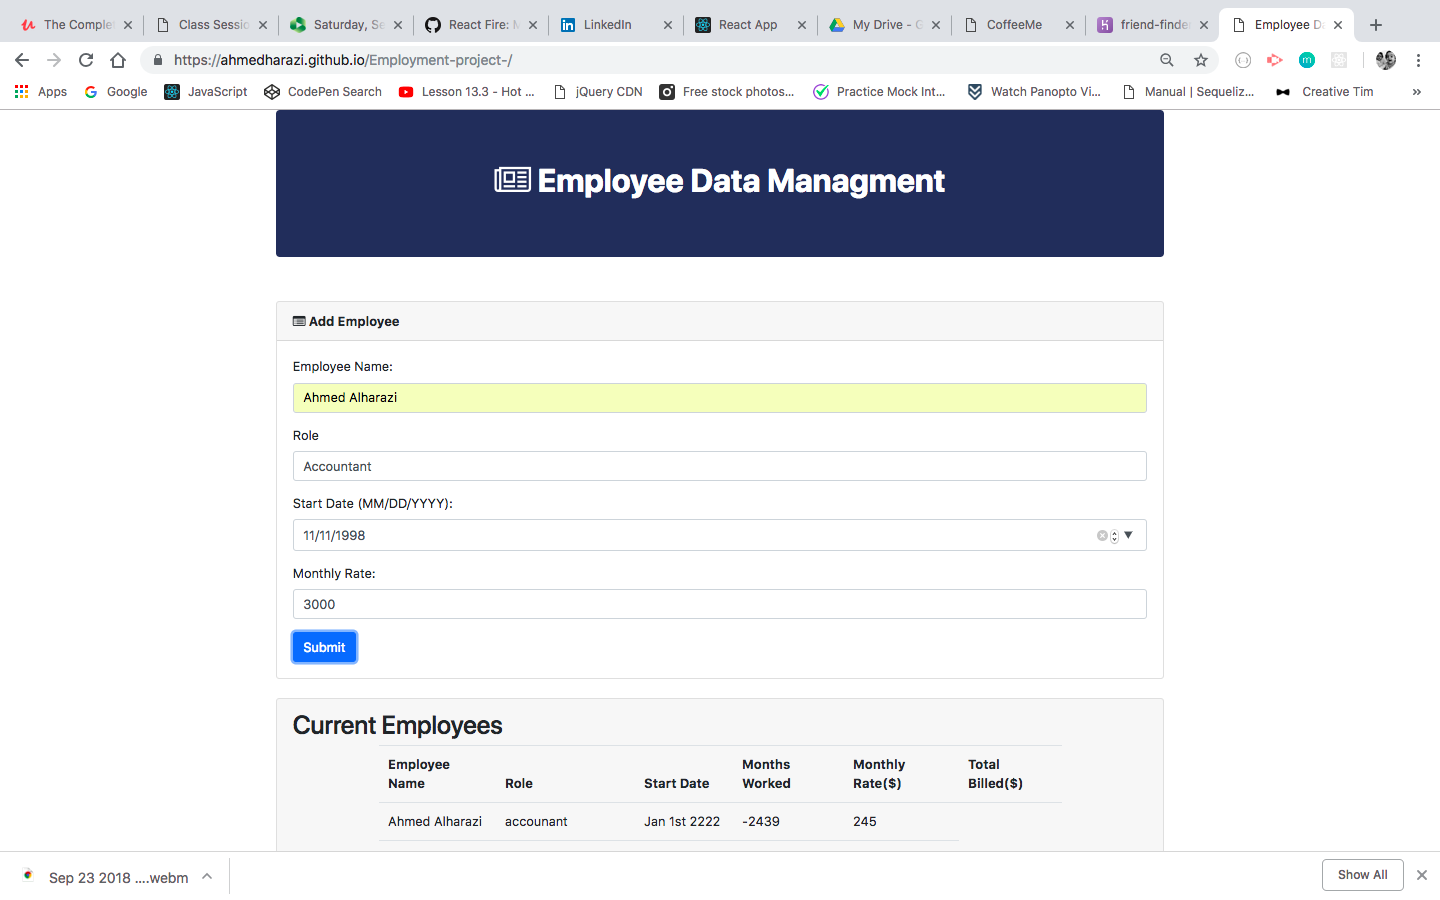 The Complet
Class Sessio
Saturday, Se
React Fire: M
LinkedIn
React App
My Drive - G
CoffeeMe
friend-finder
Employee Da
https://ahmedharazi.github.io/Employment-project-/
Apps
Google
JavaScript
CodePen Search
Lesson 13.3 - Hot ...
jQuery CDN
Free stock photos...
Practice Mock Int...
Watch Panopto Vi...
Manual | Sequeliz...
Creative Tim
»
Employee Data Managment
Add Employee
Employee Name:
Ahmed Alharazi
Role
Accountant
Start Date (MM/DD/YYYY):
11/11/1998
Monthly Rate:
3000
Submit
Current Employees
Employee Name Role Start Date Months Worked Monthly Rate($) Total Billed($)
Ahmed Alharazi accounant Jan 1st 2222 -2439 245
Sep 23 2018 ....webm
Show All